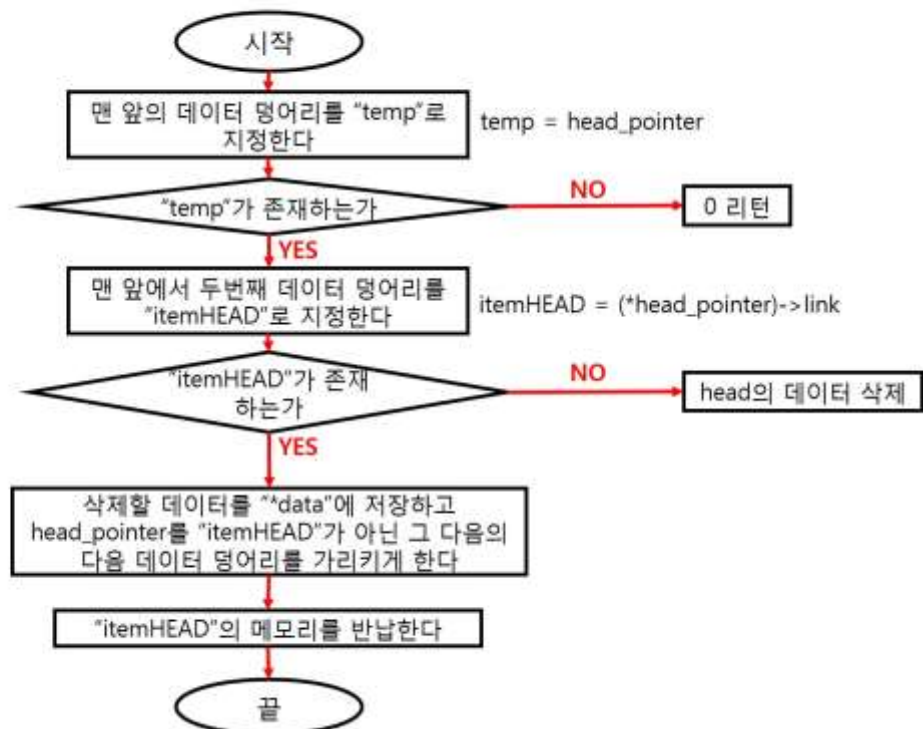 시작
맨 앞의 데이터 덩어리를 "temp"로
지정한다
temp = head_pointer
"temp"가 존재하는가
NO
0 리턴
YES
맨 앞에서 두번째 데이터 덩어리를
"itemHEAD"로 지정한다
itemHEAD = (*head_pointer)->link
"itemHEAD"가 존재
하는가
NO
head의 데이터 삭제
YES
삭제할 데이터를 "*data"에 저장하고
head_pointer를 "itemHEAD"가 아닌 그 다음의
다음 데이터 덩어리를 가리키게 한다
"itemHEAD"의 메모리를 반납한다
끝